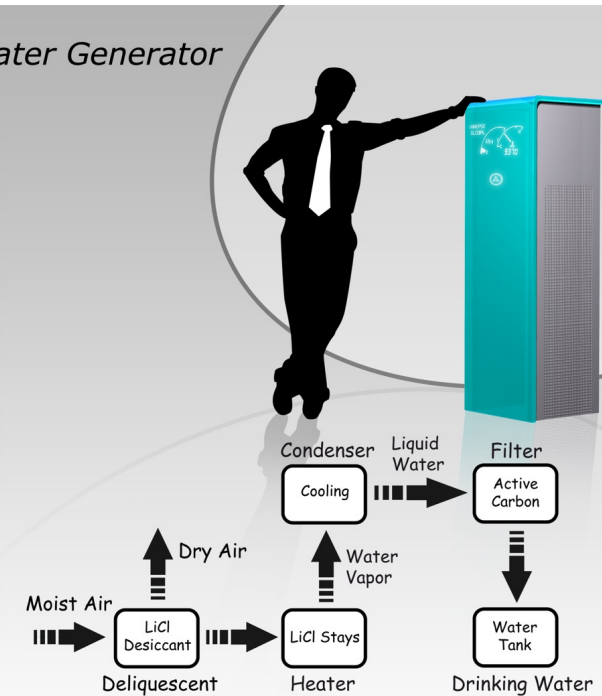 ater Generator
Condenser
Liquid
Water
Filter
Cooling
Active
Carbon
Dry Air
Water
Vapor
Moist Air
LiCl
Desiccant
LiCl Stays
Water
Tank
Deliquescent
Heater
Drinking Water